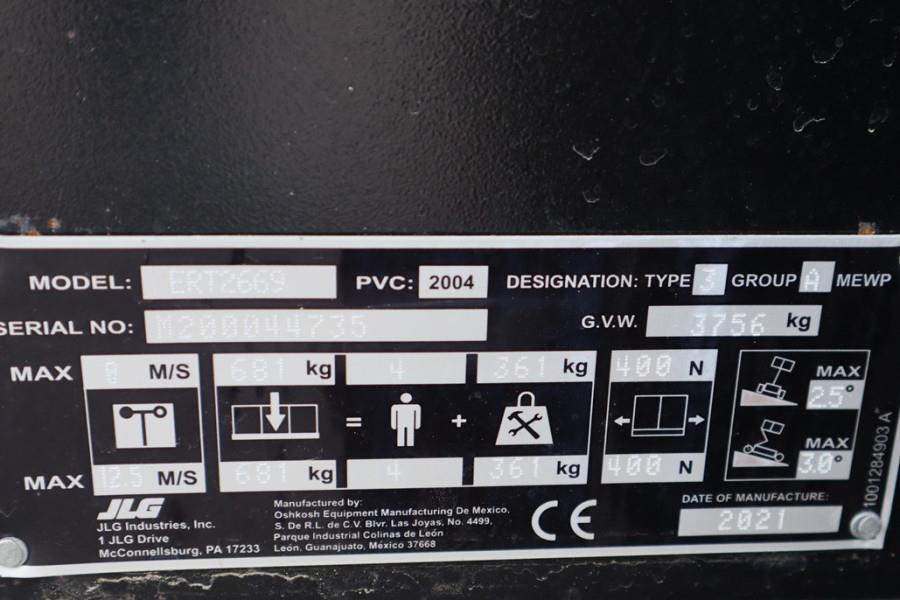 MODEL: ERT2669 PVC: 2004 DESIGNATION: TYPE 3 GROUP A MEWP
SERIAL NO: M200044735 G.V.W. 3756 kg
MAX 0 M/S 681 kg 4 361 kg 400 N MAX 2.5°
= +
MAX 12.5 M/S 681 kg 4 361 kg 400 N MAX 3.0°
JLG
JLG Industries, Inc.
1 JLG Drive
McConnellsburg, PA 17233
Manufactured by:
Oshkosh Equipment Manufacturing De Mexico,
S. De R.L. de C.V. Blvr. Las Joyas, No. 4499,
Parque Industrial Colinas de León
León, Guanajuato, México 37668
CE
DATE OF MANUFACTURE:
2021
1001284903 A